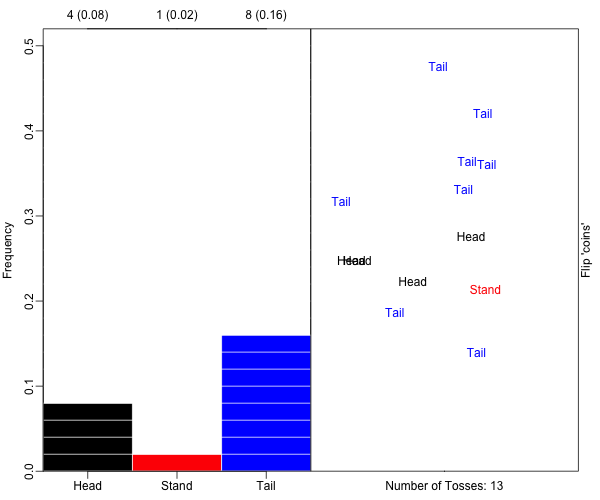 4 (0.08) 1 (0.02) 8 (0.16)
0.5
0.4
0.3
0.2
0.1
0.0
Frequency
Head Stand Tail
Tail
Tail
Tail Tail
Tail
Tail
Head
Head Head
Head
Stand
Tail
Tail
Flip 'coins'
Number of Tosses: 13